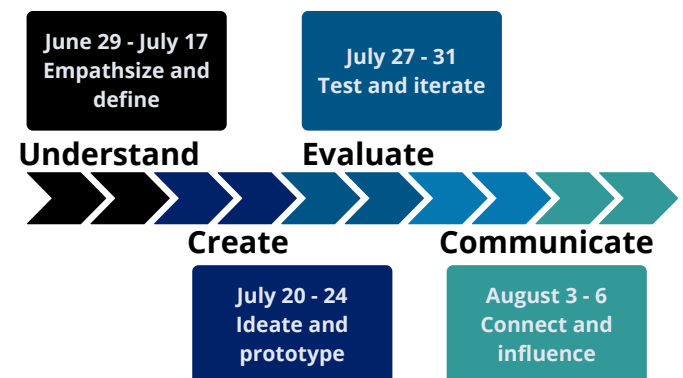 June 29 - July 17
Empathsize and
define
Understand
July 27 - 31
Test and iterate
Evaluate
Create
July 20 - 24
Ideate and
prototype
Communicate
August 3 - 6
Connect and
influence